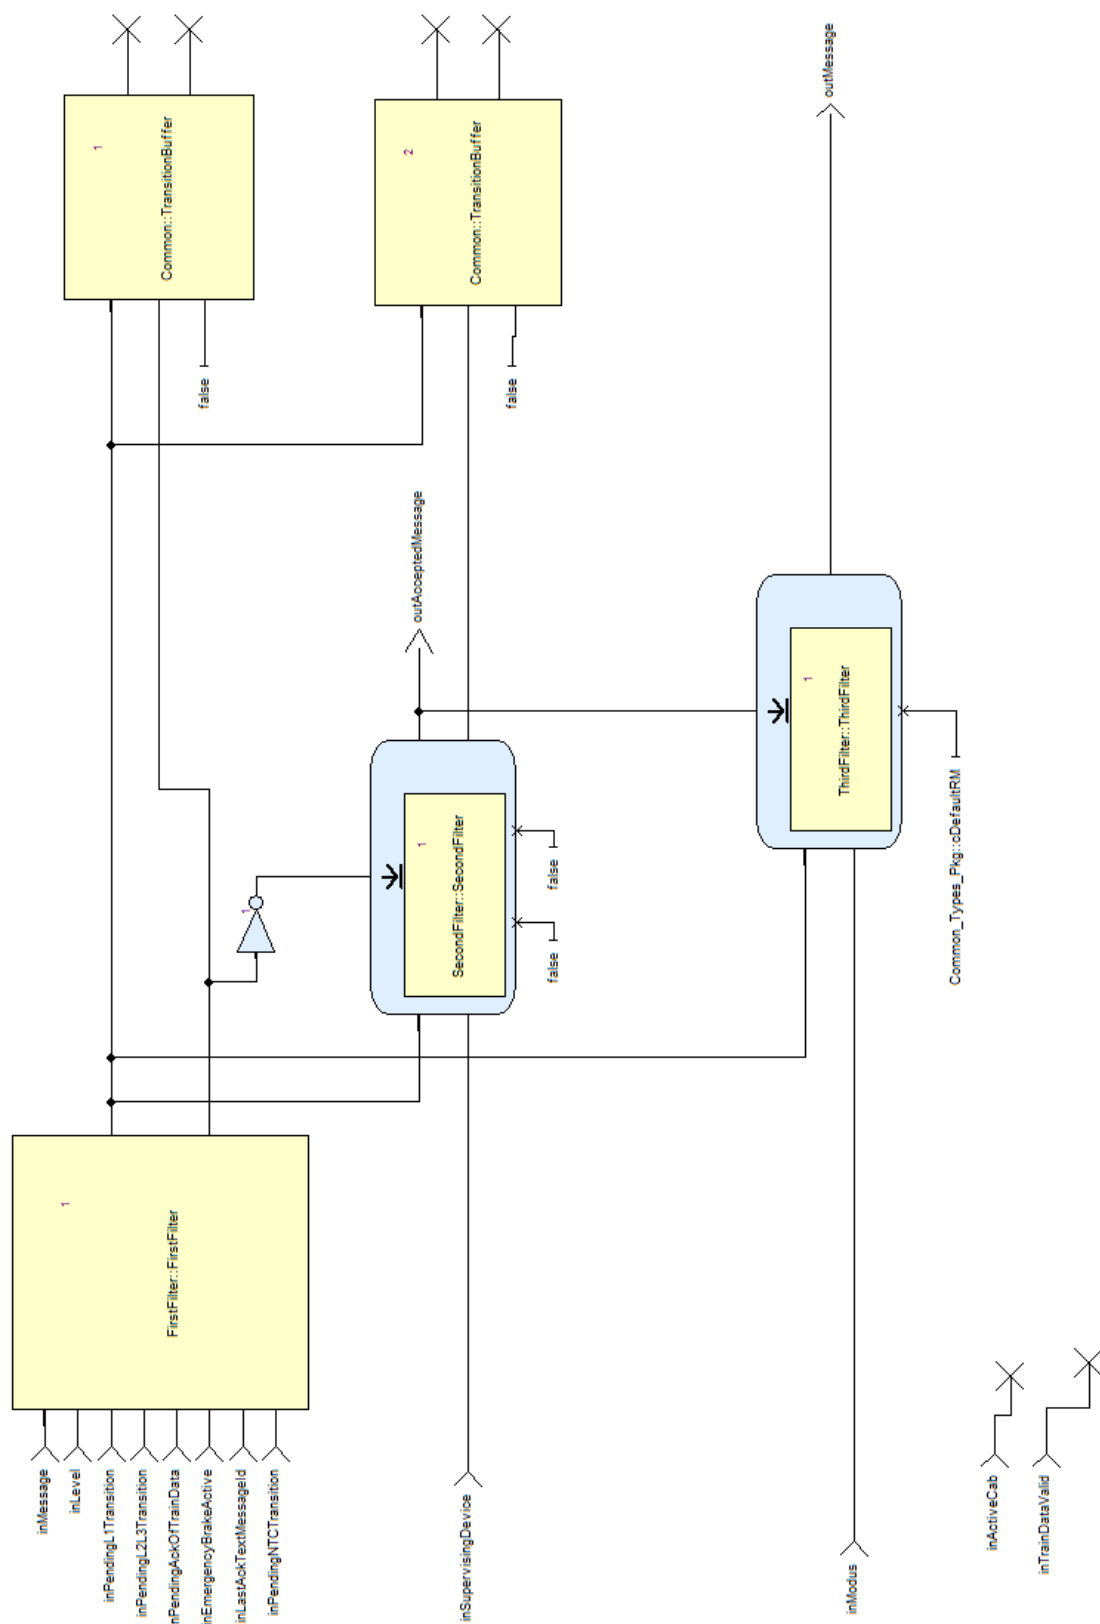 inMessage
inLevel
inPendingL1Transition
inPendingL2L3Transition
inPendingAckOfTrainData
inEmergencyBrakeActive
inLastAckTextMessageId
inPendingNTCTransition
1
FirstFilter::FirstFilter
1
Common::TransitionBuffer
false
2
Common::TransitionBuffer
false
1
inSupervisingDevice
1
SecondFilter::SecondFilter
false
false
outAcceptedMessage
inModus
1
ThirdFilter::ThirdFilter
Common_Types_Pkg::cDefaultRM
outMessage
inActiveCab
inTrainDataValid